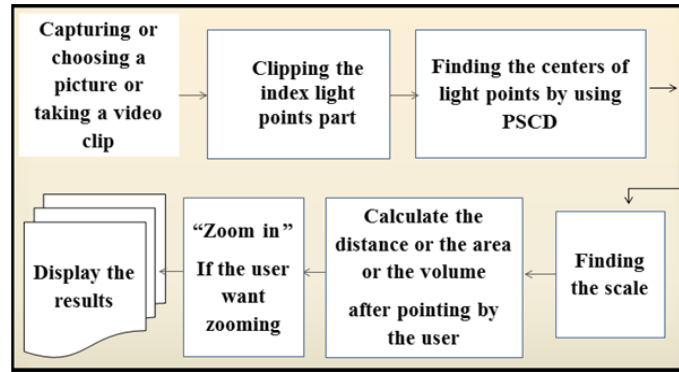 Capturing or
choosing a
picture or
taking a video
clip
Clipping the
index light
points part
Finding the centers of
light points by using
PSCD
Finding
the scale
Calculate the
distance or the area
or the volume
after pointing by
the user
“Zoom in”
If the user
want
zooming
Display the
results